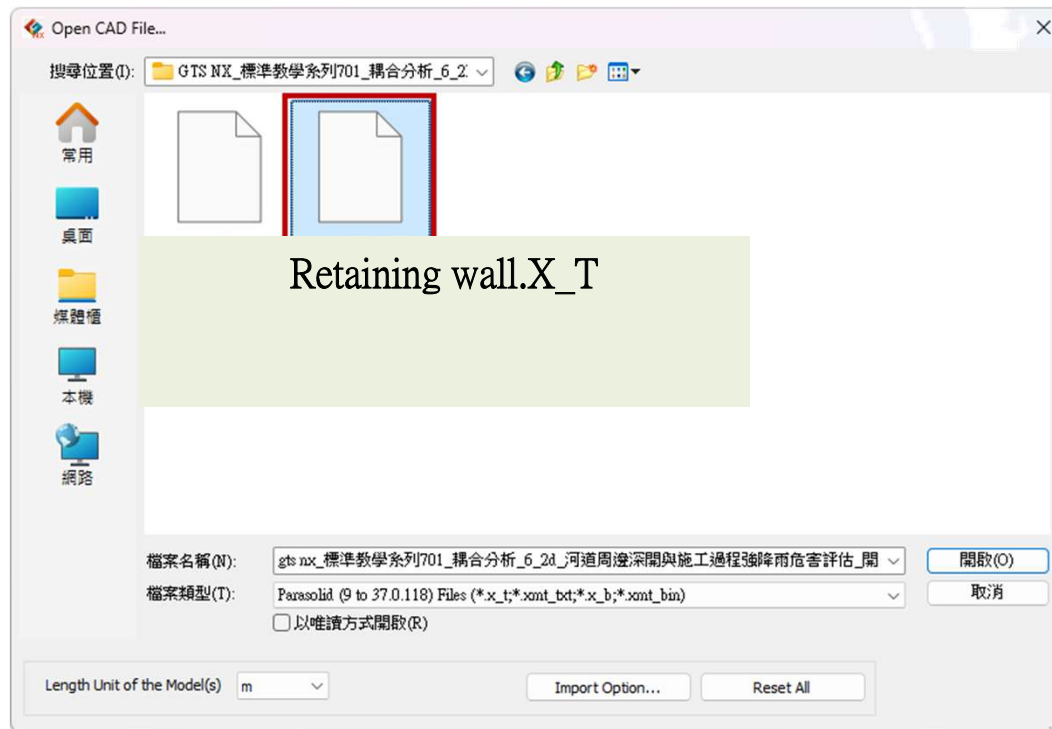 Open CAD File...
搜尋位置(I):
GTS NX_標準教學系列701_耦合分析_6_2
常用
桌面
Retaining wall.X_T
媒體櫃
本機
網路
檔案名稱(N):
gts nx_標準教學系列701_耦合分析_6_2d_河道周邊深開與施工過程強降雨危害評估_開
開啟(O)
檔案類型(T):
Parasolid (9 to 37.0.118) Files (*.x_t;*.xmt_txt;*.x_b;*.xmt_bin)
取消
以唯讀方式開啟(R)
Length Unit of the Model(s)
m
Import Option...
Reset All